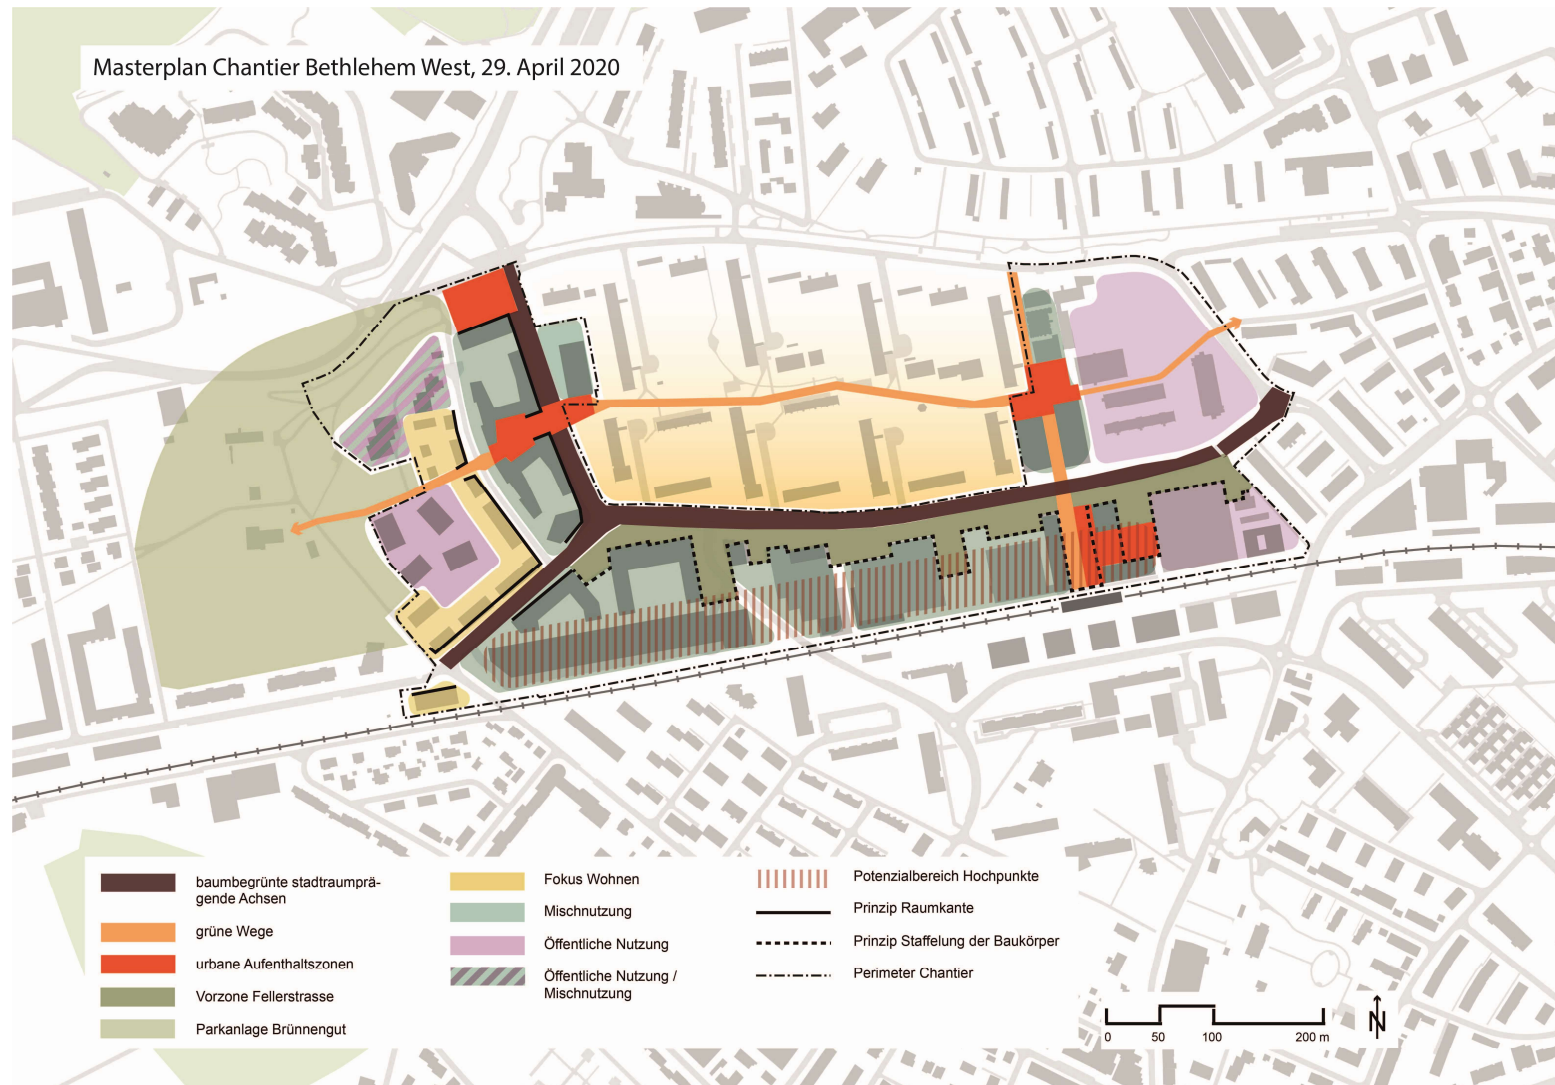 Masterplan Chantier Bethlehem West, 29. April 2020
baumbegrünte stadtraumprä-
gende Achsen
grüne Wege
urbane Aufenthaltszonen
Vorzone Fellerstrasse
Parkanlage Brünnengut
Fokus Wohnen
Mischnutzung
Öffentliche Nutzung
Öffentliche Nutzung /
Mischnutzung
Potenzialbereich Hochpunkte
Prinzip Raumkante
Prinzip Staffelung der Baukörper
Perimeter Chantier
0 50 100 200 m
N